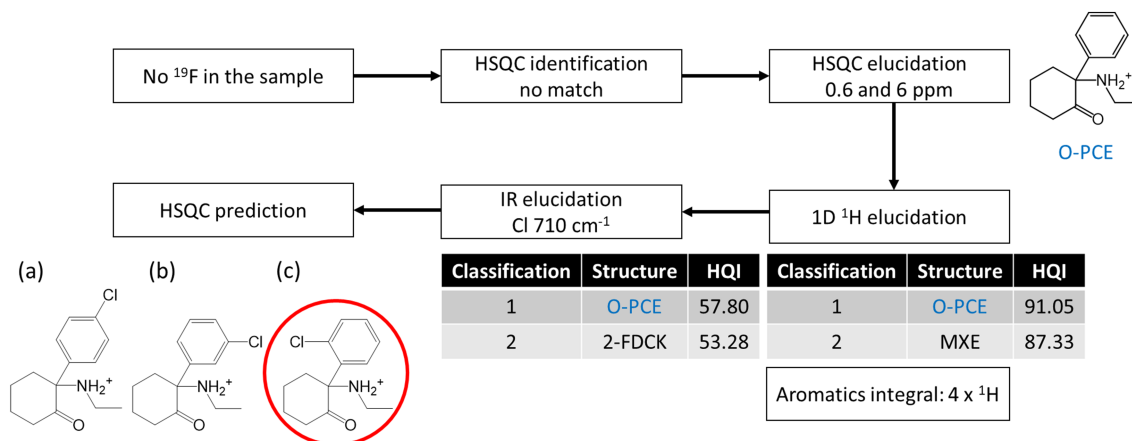 No ¹⁹F in the sample
HSQC identification
no match
HSQC elucidation
0.6 and 6 ppm
NH₂⁺
O
O-PCE
HSQC prediction
IR elucidation
Cl 710 cm⁻¹
1D ¹H elucidation
(a)
(b)
(c)
Cl
NH₂⁺
O
Cl
NH₂⁺
O
Cl
NH₂⁺
O
Classification Structure HQI
1 O-PCE 57.80
2 2-FDCK 53.28
Classification Structure HQI
1 O-PCE 91.05
2 MXE 87.33
Aromatics integral: 4 x ¹H